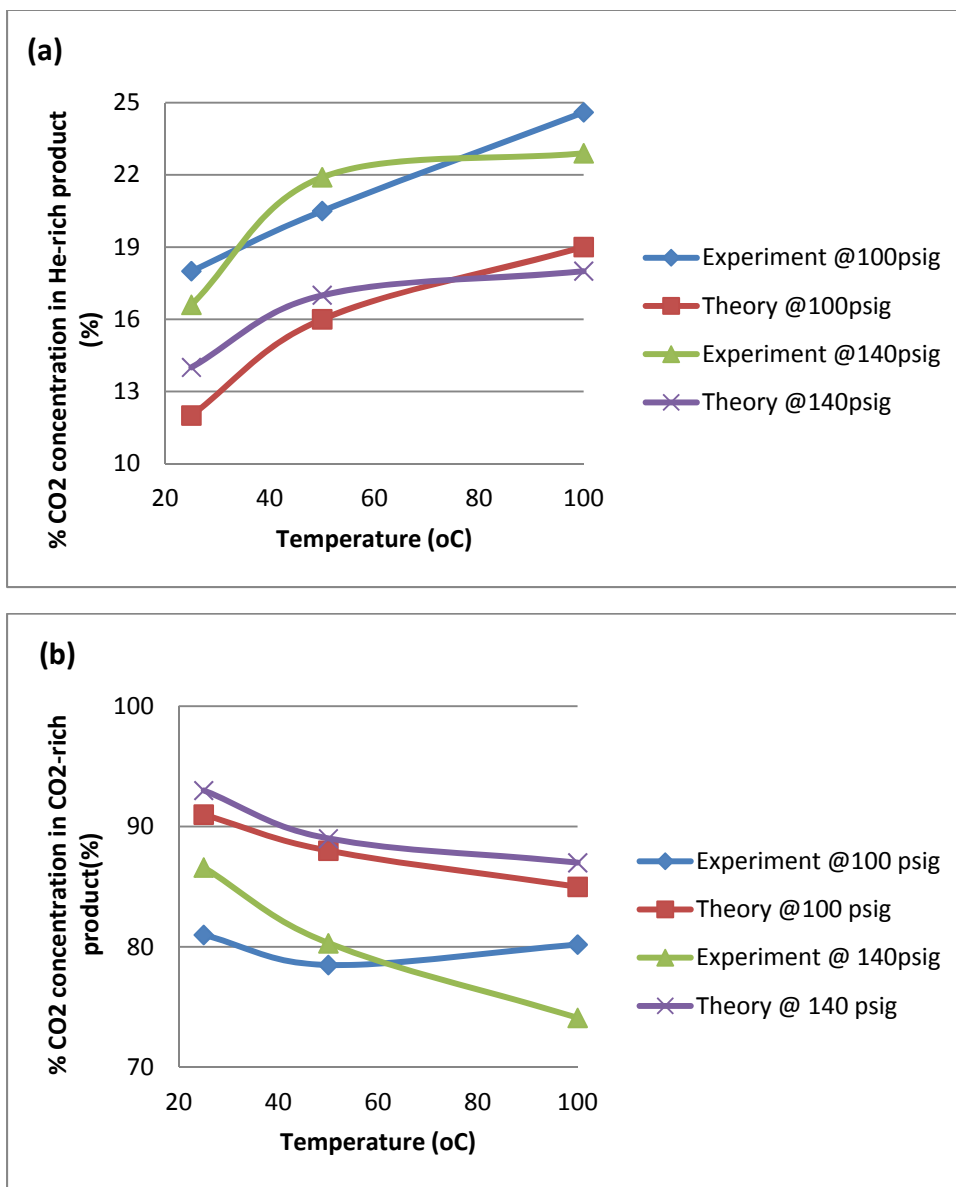 (a)
% CO2 concentration in He-rich product
(%)
25
22
19
16
13
10
20
40
60
80
100
Temperature (oC)
Experiment @100psig
Theory @100psig
Experiment @140psig
Theory @140psig
(b)
% CO2 concentration in CO2-rich
product(%)
100
90
80
70
20
40
60
80
100
Temperature (oC)
Experiment @100 psig
Theory @100 psig
Experiment @ 140psig
Theory @ 140 psig